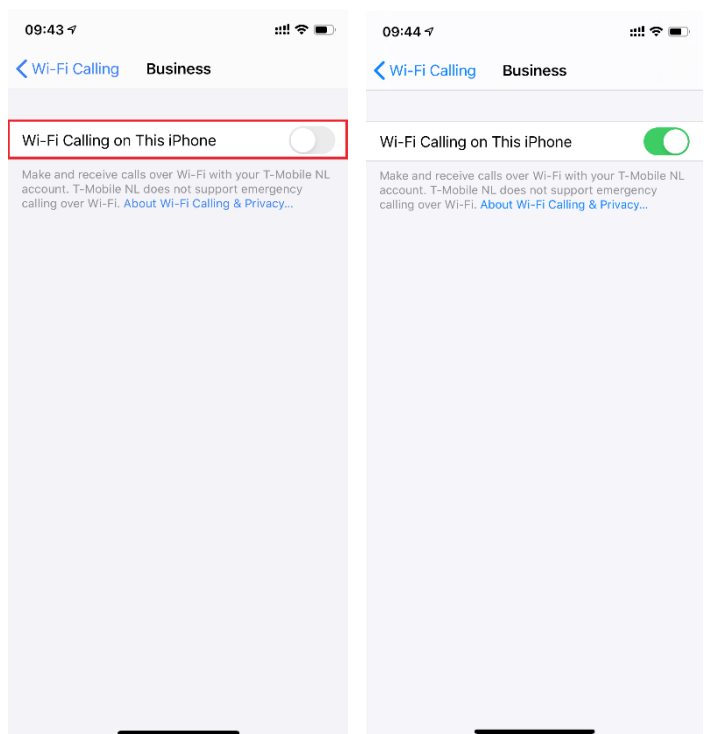 09:43
Wi-Fi Calling Business
Wi-Fi Calling on This iPhone
Make and receive calls over Wi-Fi with your T-Mobile NL
account. T-Mobile NL does not support emergency
calling over Wi-Fi. About Wi-Fi Calling & Privacy...
09:44
Wi-Fi Calling Business
Wi-Fi Calling on This iPhone
Make and receive calls over Wi-Fi with your T-Mobile NL
account. T-Mobile NL does not support emergency
calling over Wi-Fi. About Wi-Fi Calling & Privacy...